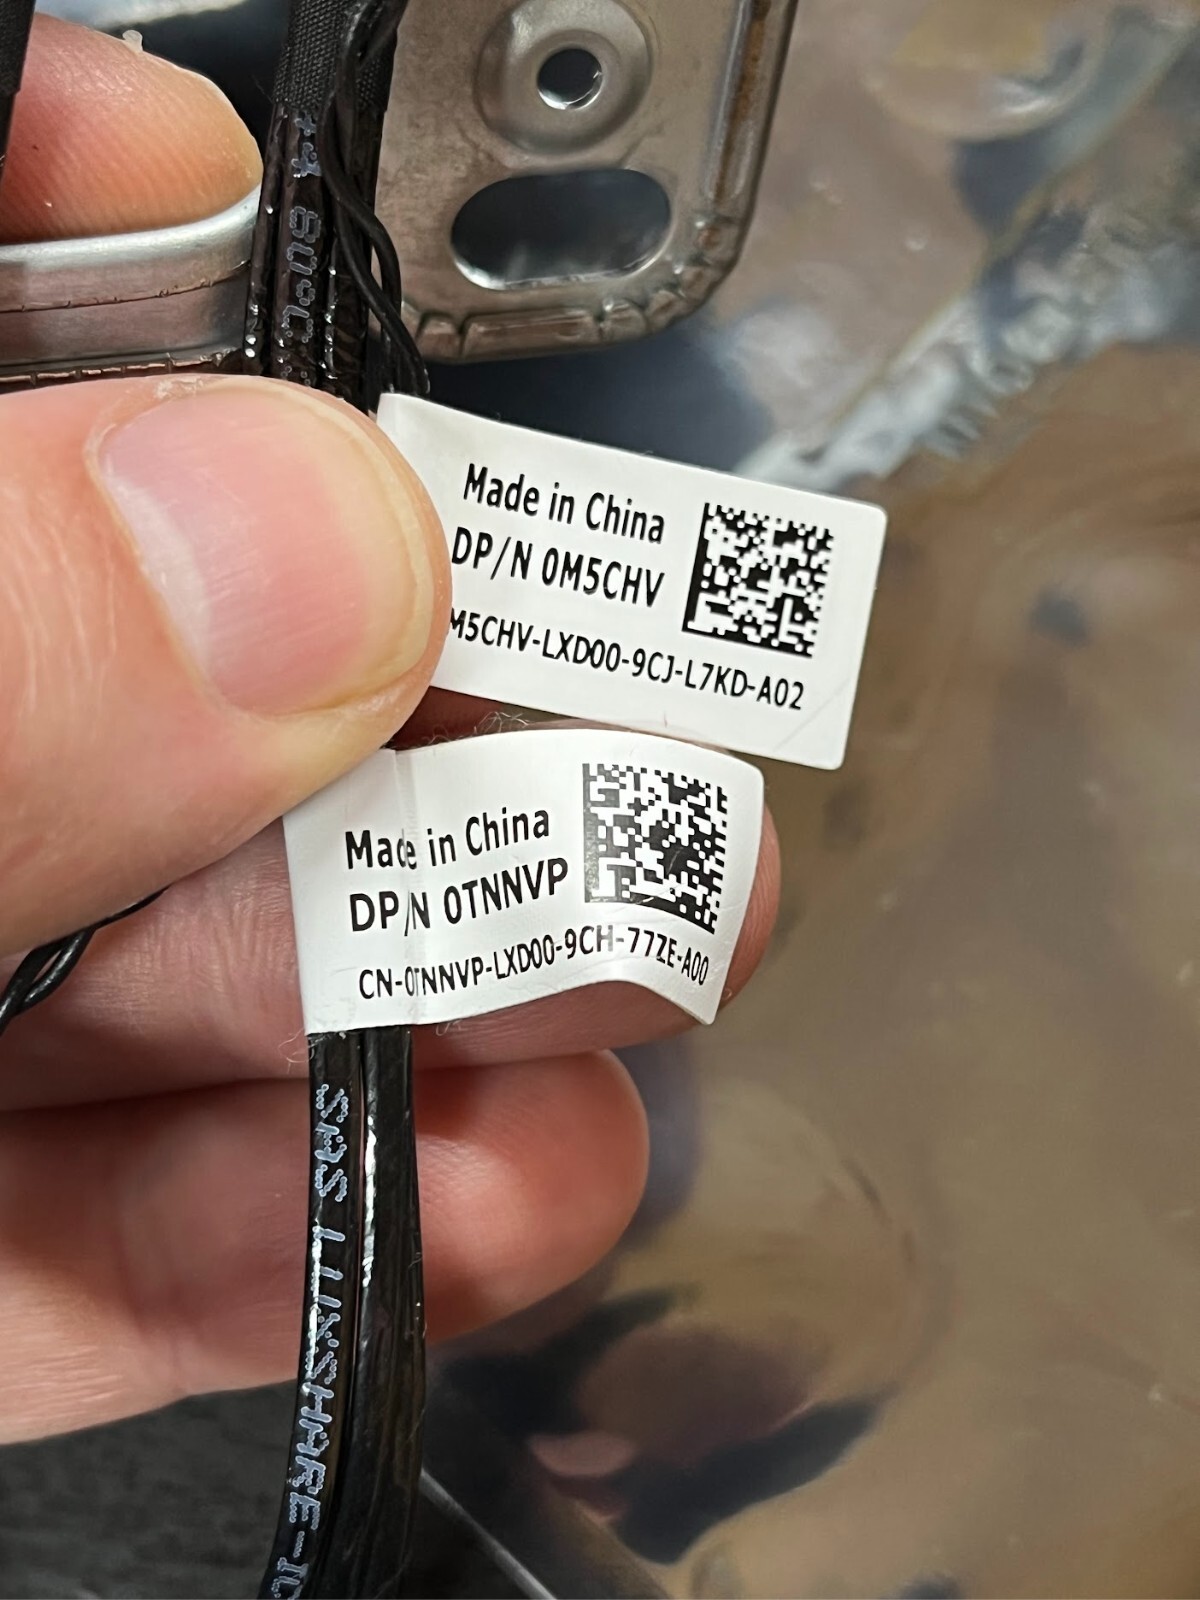 Made in China
DP/N 0M5CHV
M5CHV-LXD00-9CJ-L7KD-A02
Made in China
DP/N 0TNNVP
CN-0TNNVP-LXD00-9CH-77ZE-A00